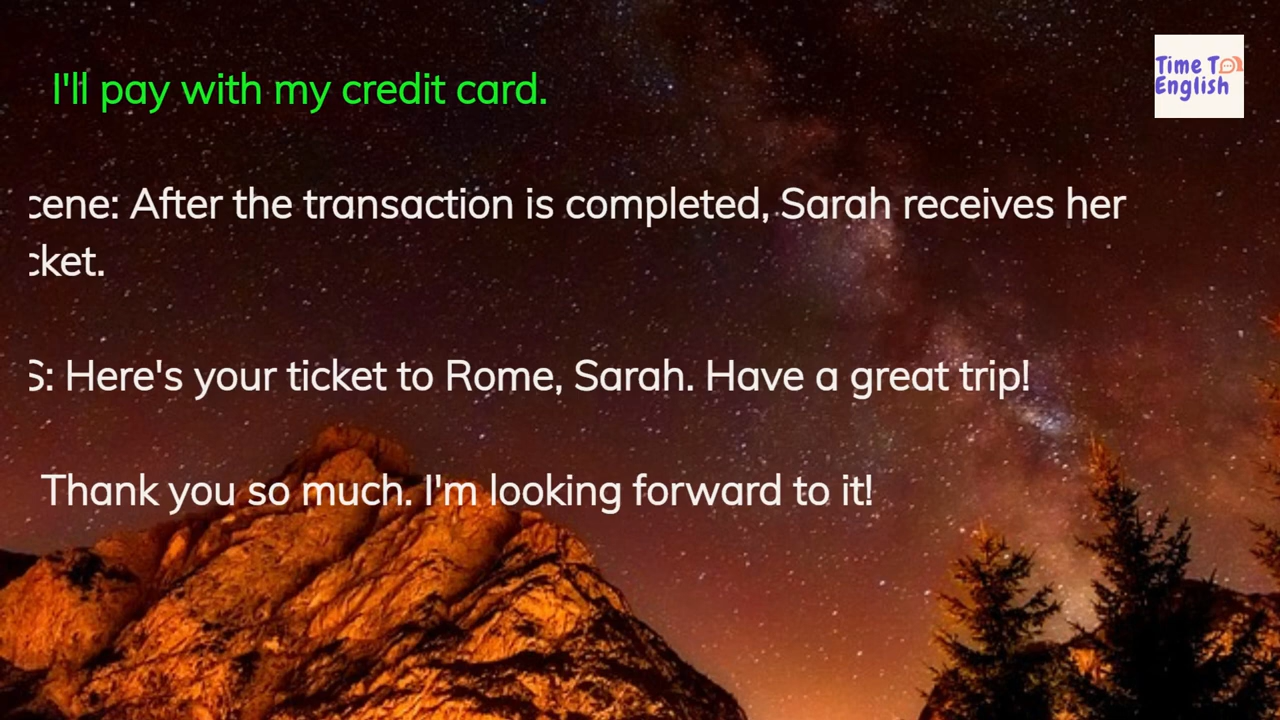 I'll pay with my credit card.
Time To
English
cene: After the transaction is completed, Sarah receives her
cket.
S: Here's your ticket to Rome, Sarah. Have a great trip!
Thank you so much. I'm looking forward to it!